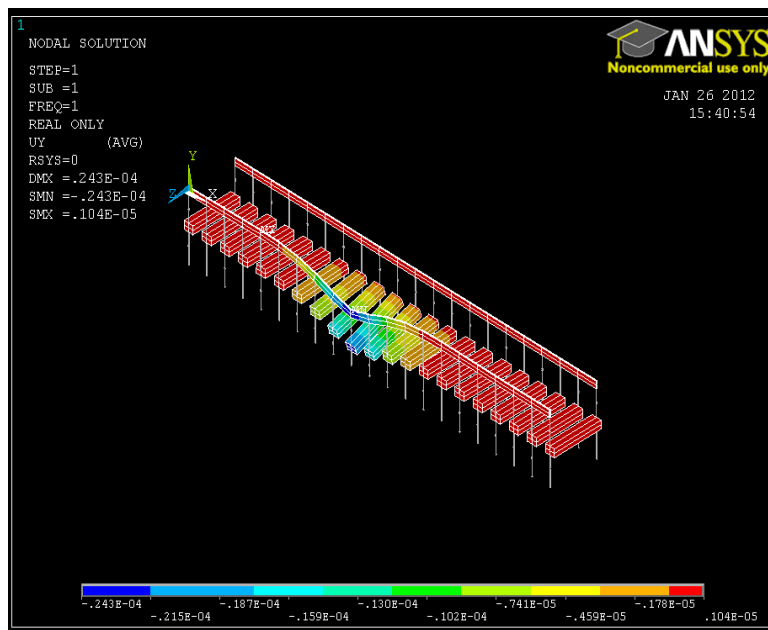 1
NODAL SOLUTION
STEP=1
SUB =1
FREQ=1
REAL ONLY
UY (AVG)
RSYS=0
DMX =.243E-04
SMN =-.243E-04
SMX =.104E-05
ANSYS
Noncommercial use only
JAN 26 2012
15:40:54
Y
Z X
-.243E-04 -.187E-04 -.130E-04 -.741E-05 -.178E-05
-.215E-04 -.159E-04 -.102E-04 -.459E-05 .104E-05